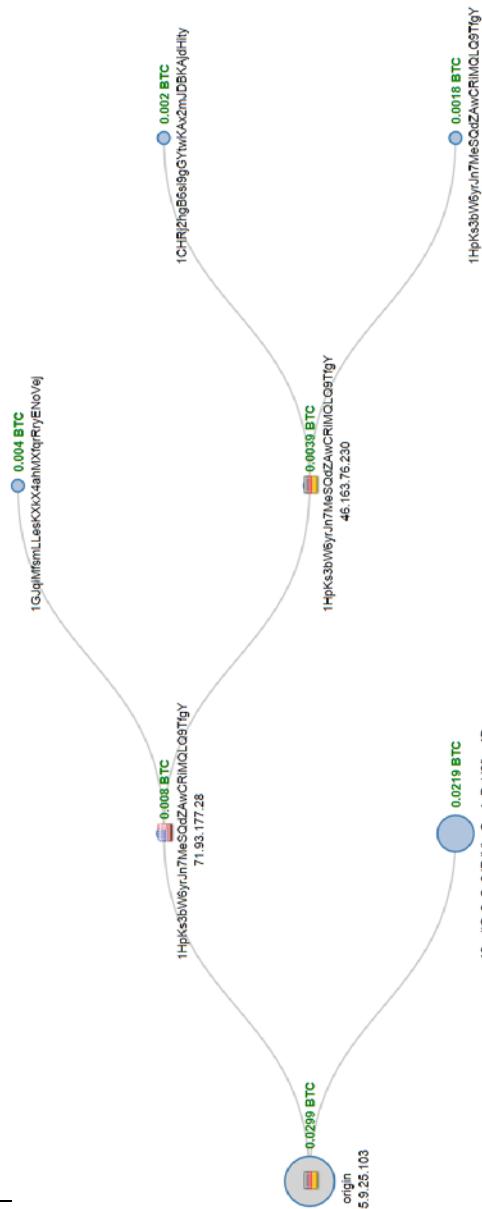 0.0299 BTC
origin
5.9.25.103
0.008 BTC
1HpKs3bW6yrJn7MeSQdZAwCRiMQLQ9TfgY
71.93.177.28
0.0219 BTC
0.004 BTC
1GJqiMfsmLLesKXkX4ahMXfqrRryENoVej
0.0039 BTC
1HpKs3bW6yrJn7MeSQdZAwCRiMQLQ9TfgY
46.163.76.230
0.002 BTC
1CHRj2hgB6si9gGYtwKAx2mJDBKAjdHity
0.0018 BTC
1HpKs3bW6yrJn7MeSQdZAwCRiMQLQ9TfgY